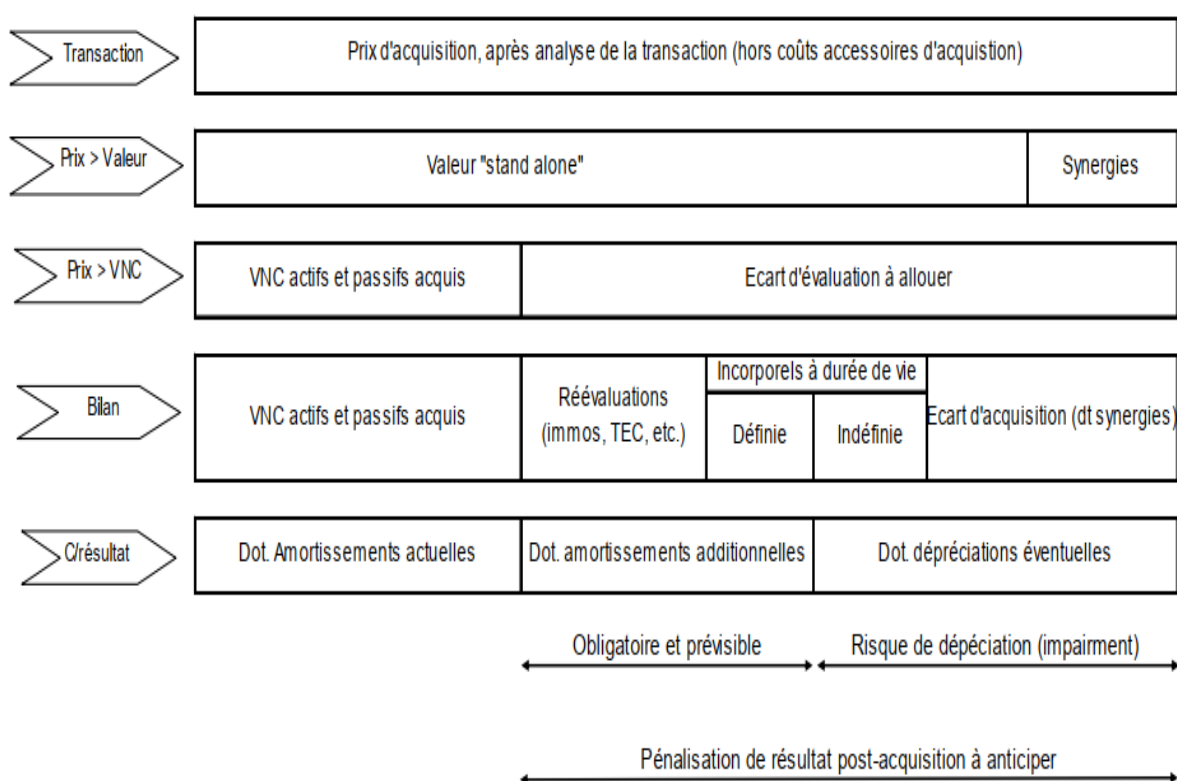 Transaction
Prix d'acquisition, après analyse de la transaction (hors coûts accessoires d'acquistion)
Prix > Valeur
Valeur "stand alone"
Synergies
Prix > VNC
VNC actifs et passifs acquis
Ecart d'évaluation à allouer
Bilan
VNC actifs et passifs acquis
Réévaluations
(immos, TEC, etc.)
Incorporels à durée de vie
Définie
Indéfinie
Ecart d'acquisition (dt synergies)
C/résultat
Dot. Amortissements actuelles
Dot. amortissements additionnelles
Dot. dépréciations éventuelles
Obligatoire et prévisible
Risque de dépéciation (impairment)
Pénalisation de résultat post-acquisition à anticiper